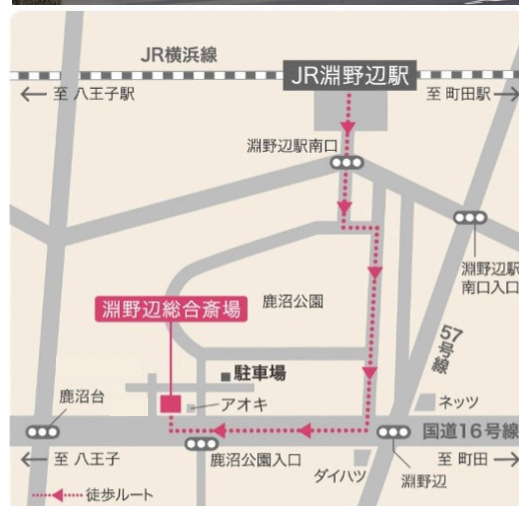 JR横浜線
JR淵野辺駅
← 至 八王子駅
至 町田駅 →
淵野辺駅南口
淵野辺駅
南口入口
淵野辺総合斎場
鹿沼公園
57号線
■駐車場
鹿沼台
アオキ
ネッツ
国道16号線
← 至 八王子
鹿沼公園入口
至 町田 →
ダイハツ
淵野辺
徒歩ルート